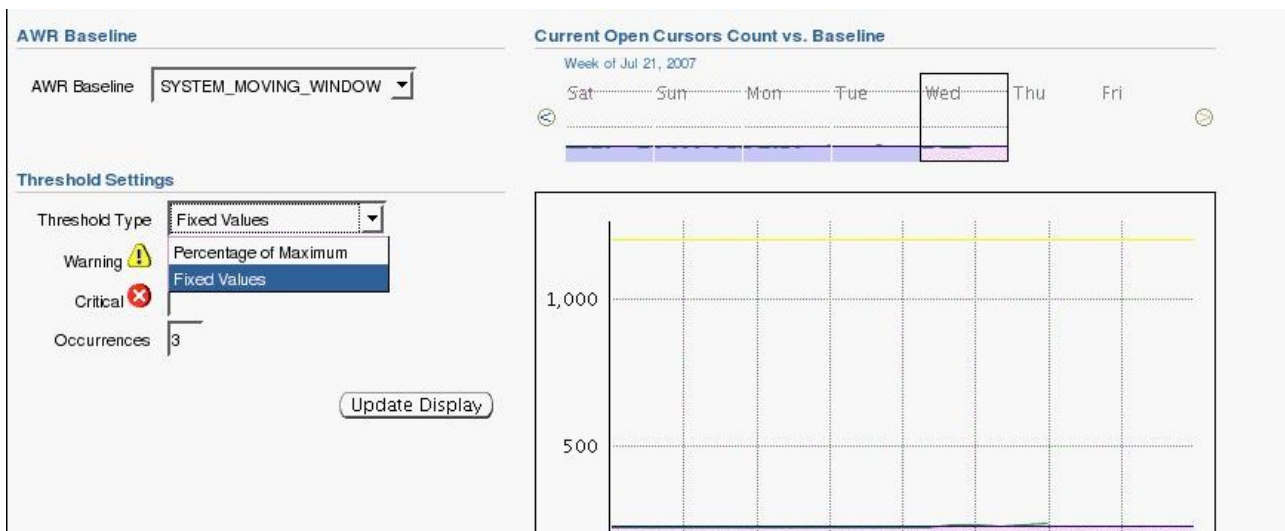 AWR Baseline
AWR Baseline SYSTEM_MOVING_WINDOW
Threshold Settings
Threshold Type Fixed Values
Percentage of Maximum
Fixed Values
Warning
Critical
Occurrences 3
Update Display
Current Open Cursors Count vs. Baseline
Week of Jul 21, 2007
Sat Sun Mon Tue Wed Thu Fri
1,000
500